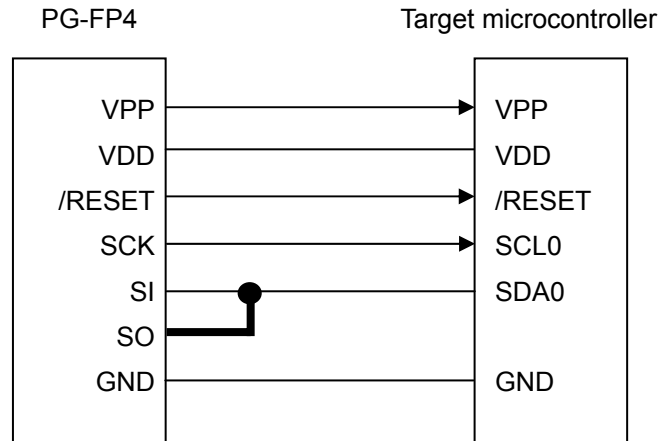 PG-FP4 Target microcontroller
VPP VPP
VDD VDD
/RESET /RESET
SCK SCL0
SI SDA0
SO
GND GND